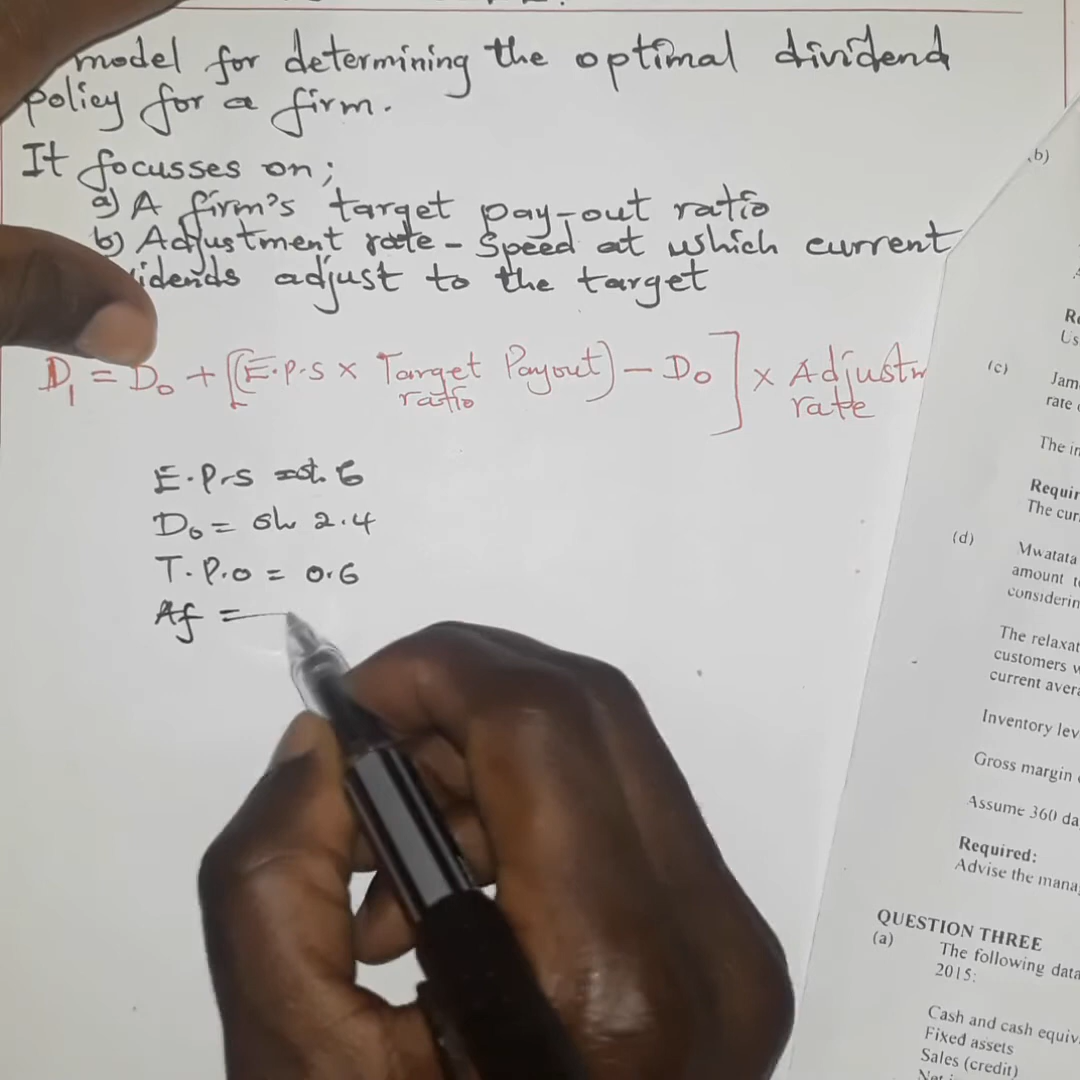 model for determining the optimal dividend
policy for a firm.
It focusses on;
a) A firm's target pay-out ratio
b) Adjustment rate - Speed at which current
idends adjust to the target
D1 = D0 + [(E.P.S × Target Payout) - D0] × Adjustm
ratio rate
E.P.S est. 6
D0 = sh 2.4
T.P.O = 0.6
Af =
b)
Re
Us
(c) Jam
rate
The in
Requir
The cur
(d) Mwatata
amount t
considerin
The relaxat
customers w
current avera
Inventory lev
Gross margin
Assume 360 da
Required:
Advise the mana
QUESTION THREE
(a) The following data
2015:
Cash and cash equiv
Fixed assets
Sales (credit)